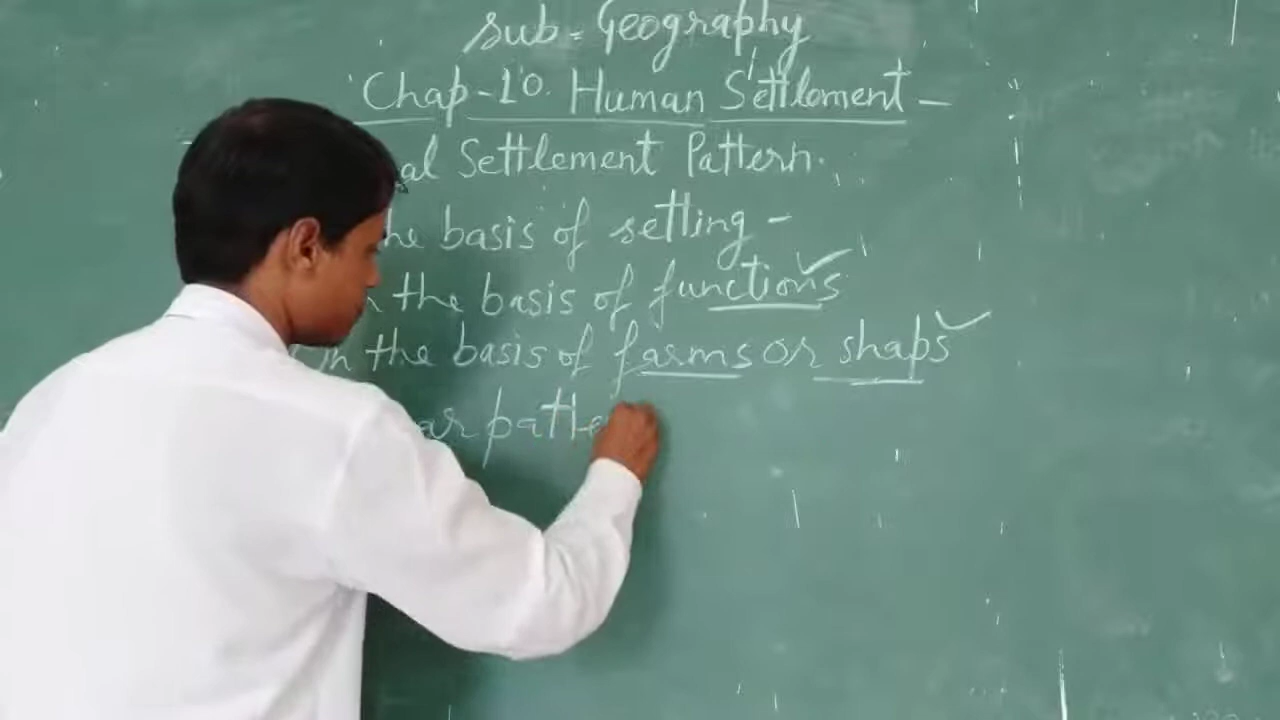 Sub = Geography
Chap-10. Human Settlement -
al Settlement Pattern.
he basis of setting -
n the basis of functions
On the basis of farms or shaps
ar patte